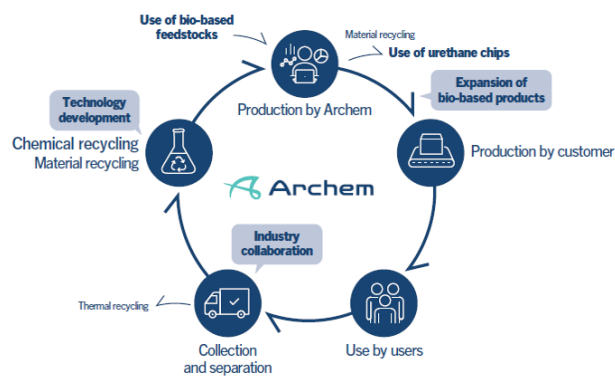 Use of bio-based
feedstocks
Material recycling
Use of urethane chips
Production by Archem
Expansion of
bio-based products
Technology
development
Chemical recycling
Material recycling
Production by customer
Archem
Industry
collaboration
Thermal recycling
Collection
and separation
Use by users